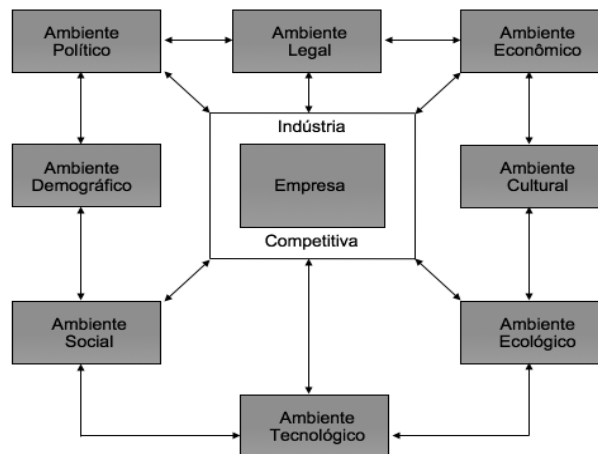 Ambiente
Político
Ambiente
Legal
Ambiente
Econômico
Indústria
Ambiente
Demográfico
Empresa
Ambiente
Cultural
Competitiva
Ambiente
Social
Ambiente
Ecológico
Ambiente
Tecnológico